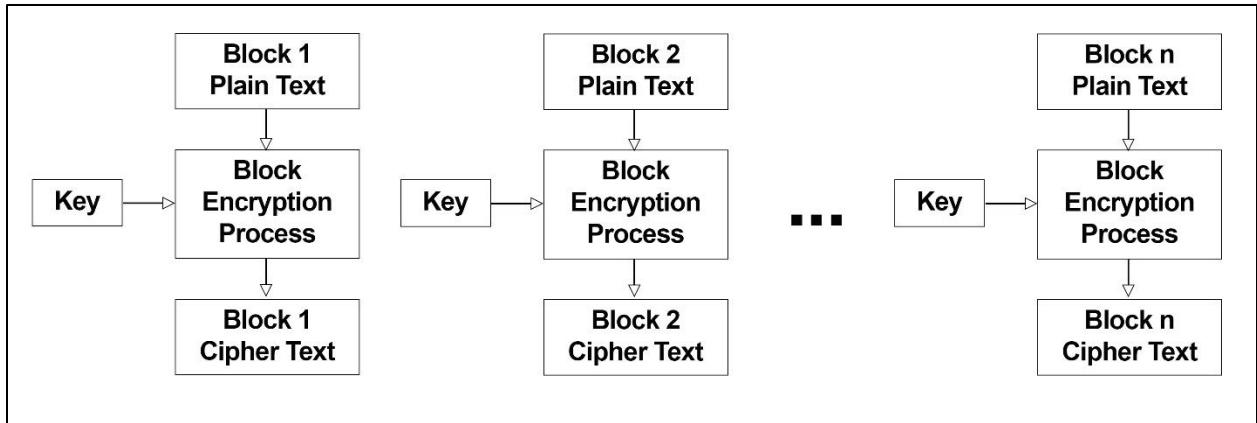 Block 1
Plain Text
Block 2
Plain Text
Block n
Plain Text
Key
Block
Encryption
Process
Key
Block
Encryption
Process
...
Key
Block
Encryption
Process
Block 1
Cipher Text
Block 2
Cipher Text
Block n
Cipher Text